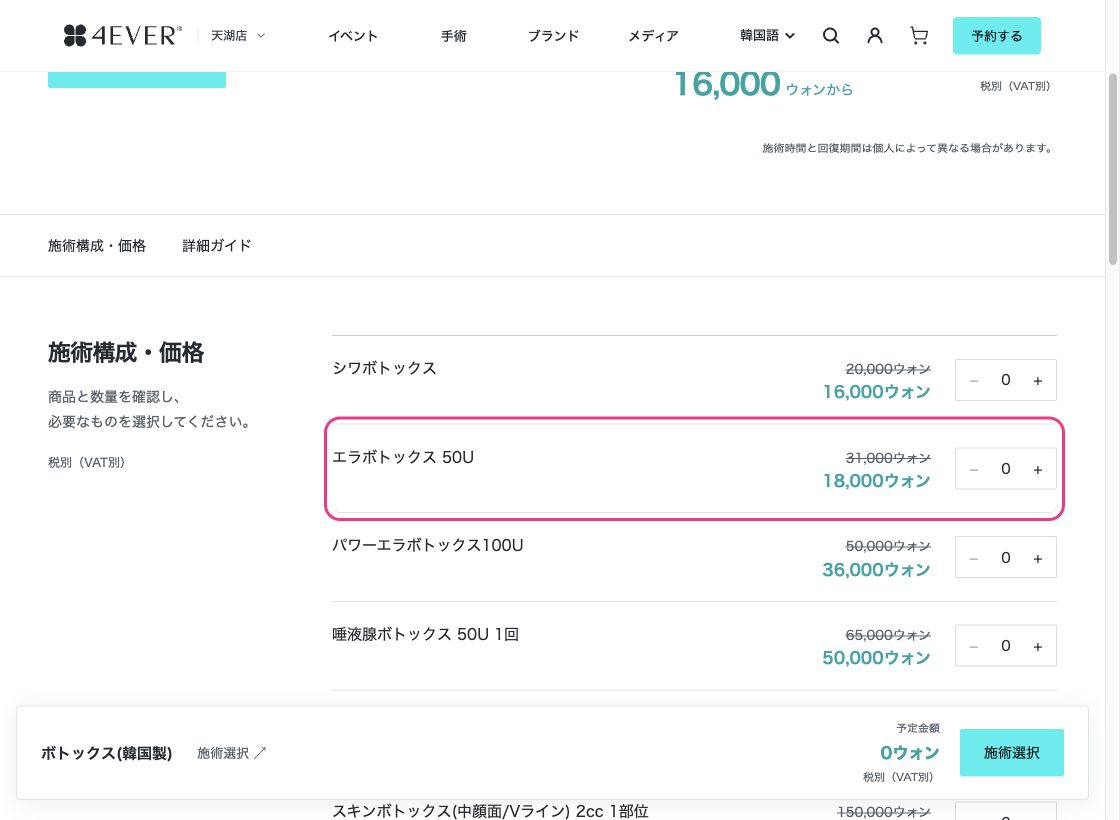 4EVER®
天湖店
イベント
手術
ブランド
メディア
韓国語
予約する
16,000 ウォンから
税別（VAT別）
施術時間と回復期間は個人によって異なる場合があります。
施術構成・価格
詳細ガイド
施術構成・価格
商品と数量を確認し、
必要なものを選択してください。
税別（VAT別）
シワボトックス
20,000ウォン
16,000ウォン
− 0 +
エラボトックス 50U
31,000ウォン
18,000ウォン
− 0 +
パワーエラボトックス100U
50,000ウォン
36,000ウォン
− 0 +
唾液腺ボトックス 50U 1回
65,000ウォン
50,000ウォン
− 0 +
ボトックス(韓国製)
施術選択
予定金額
0ウォン
税別（VAT別）
施術選択
スキンボトックス(中顔面/Vライン) 2cc 1部位
150,000ウォン